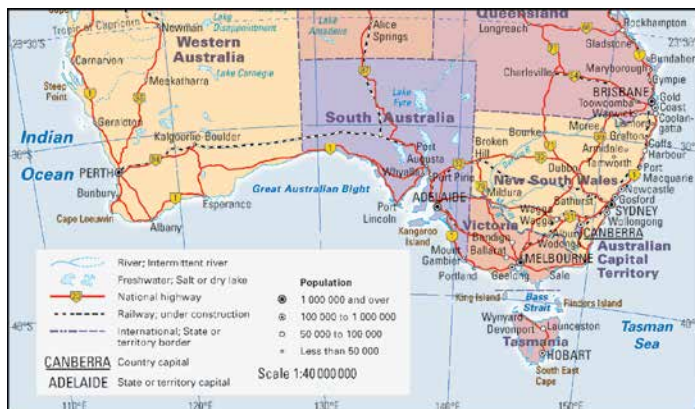 Queensland
Rockhampton
Tropic of Capricorn
Newman
Lake
Disappointment
Lake
Amadeus
Alice
Springs
Longreach
23°30'S
23°30'S
Gladstone
Western
Australia
Carnarvon
Bundaberg
Charleville
Maryborough
Meekatharra
Lake Carnegie
Gympie
Steep
Point
BRISBANE
Toowoomba
Gold
Coast
Lake
Eyre
Warwick
Coolan-
gatta
Geraldton
South Australia
Moree
Lismore
Kalgoorlie-Boulder
Bourke
Grafton
Coffs
Harbour
Indian
Ocean
Broken
Hill
Armidale
Tamworth
30°S
30°S
Port
Augusta
Dubbo
Port
Macquarie
PERTH
Whyalla
Port Pirie
New South Wales
Newcastle
Bunbury
Great Australian Bight
Mildura
Bathurst
Gosford
Esperance
ADELAIDE
SYDNEY
Cape Leeuwin
Port
Lincoln
Wagga
Wagga
Wollongong
Albany
Victoria
Albury
CANBERRA
Kangaroo
Island
Bendigo
Wodonga
Australian
Capital
Territory
Ballarat
MELBOURNE
Mount
Gambier
Portland
Geelong
Sale
King Island
Bass
Strait
Flinders Island
40°S
Wynyard
Devonport
Launceston
Tasman
Sea
Tasmania
HOBART
South East
Cape
River; Intermittent river
Freshwater; Salt or dry lake
National highway
Railway; under construction
International; State or
territory border
CANBERRA Country capital
ADELAIDE State or territory capital
Population
1 000 000 and over
100 000 to 1 000 000
50 000 to 100 000
Less than 50 000
Scale 1:40 000 000
110°E
120°E
130°E
140°E
150°E